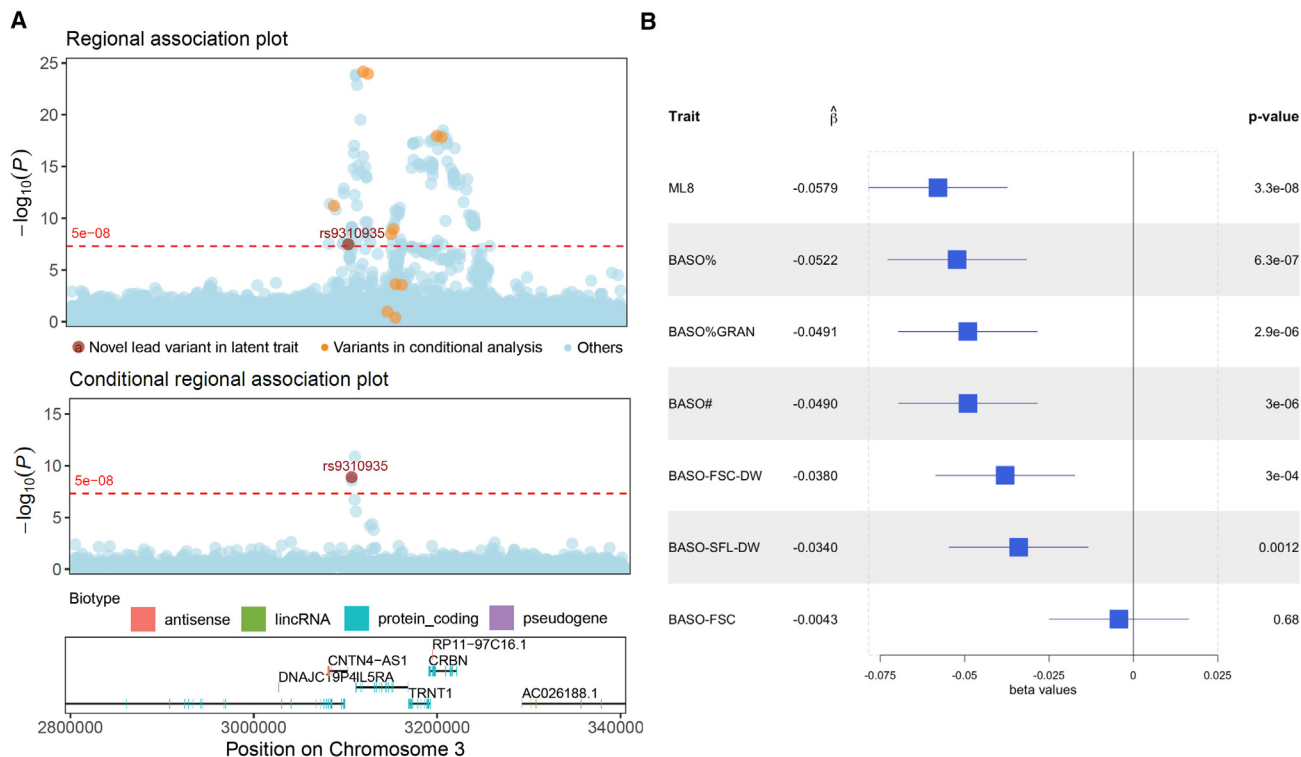 A
Regional association plot
25
20
15
10
5
0
−log10(P)
5e−08
rs9310935
a Novel lead variant in latent trait
Variants in conditional analysis
Others
Conditional regional association plot
15
10
5
0
−log10(P)
5e−08
rs9310935
Biotype
antisense
lincRNA
protein_coding
pseudogene
RP11−97C16.1
CNTN4−AS1
CRBN
DNAJC19P4
IL5RA
TRNT1
AC026188.1
2800000 3000000 3200000 340000
Position on Chromosome 3
B
Trait β̂ p-value
ML8 -0.0579 3.3e-08
BASO% -0.0522 6.3e-07
BASO%GRAN -0.0491 2.9e-06
BASO# -0.0490 3e-06
BASO-FSC-DW -0.0380 3e-04
BASO-SFL-DW -0.0340 0.0012
BASO-FSC -0.0043 0.68
-0.075 -0.05 -0.025 0 0.025
beta values